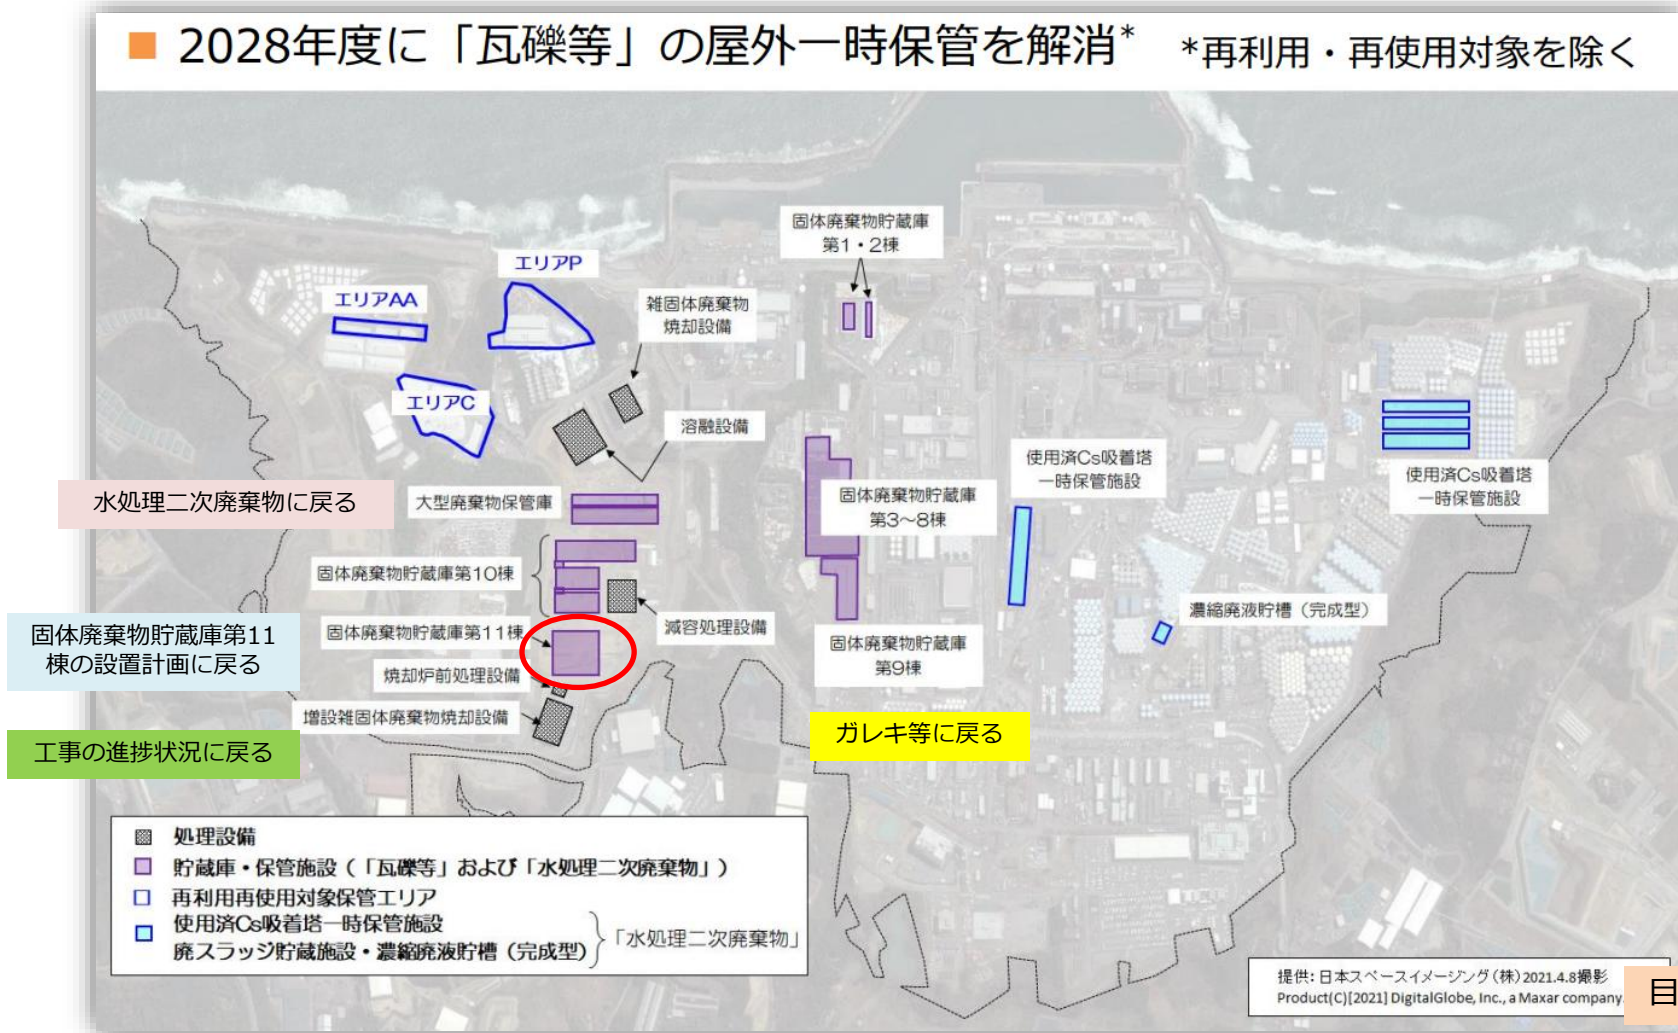 ■ 2028年度に「瓦礫等」の屋外一時保管を解消* *再利用・再使用対象を除く
固体廃棄物貯蔵庫
第1・2棟
エリアP
エリアAA
雑固体廃棄物
焼却設備
エリアC
溶融設備
使用済Cs吸着塔
一時保管施設
使用済Cs吸着塔
一時保管施設
水処理二次廃棄物に戻る
大型廃棄物保管庫
固体廃棄物貯蔵庫
第3～8棟
固体廃棄物貯蔵庫第10棟
濃縮廃液貯槽（完成型）
固体廃棄物貯蔵庫第11
棟の設置計画に戻る
固体廃棄物貯蔵庫第11棟
減容処理設備
固体廃棄物貯蔵庫
第9棟
焼却炉前処理設備
増設雑固体廃棄物焼却設備
ガレキ等に戻る
工事の進捗状況に戻る
処理設備
貯蔵庫・保管施設（「瓦礫等」および「水処理二次廃棄物」）
再利用再使用対象保管エリア
使用済Cs吸着塔一時保管施設
廃スラッジ貯蔵施設・濃縮廃液貯槽（完成型）
「水処理二次廃棄物」
提供：日本スペースイメージング（株）2021.4.8撮影
Product(C)[2021] DigitalGlobe, Inc., a Maxar company.
目